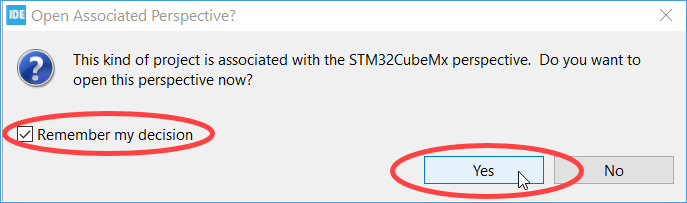 IDE Open Associated Perspective?
This kind of project is associated with the STM32CubeMx perspective.  Do you want to
open this perspective now?
Remember my decision
Yes No